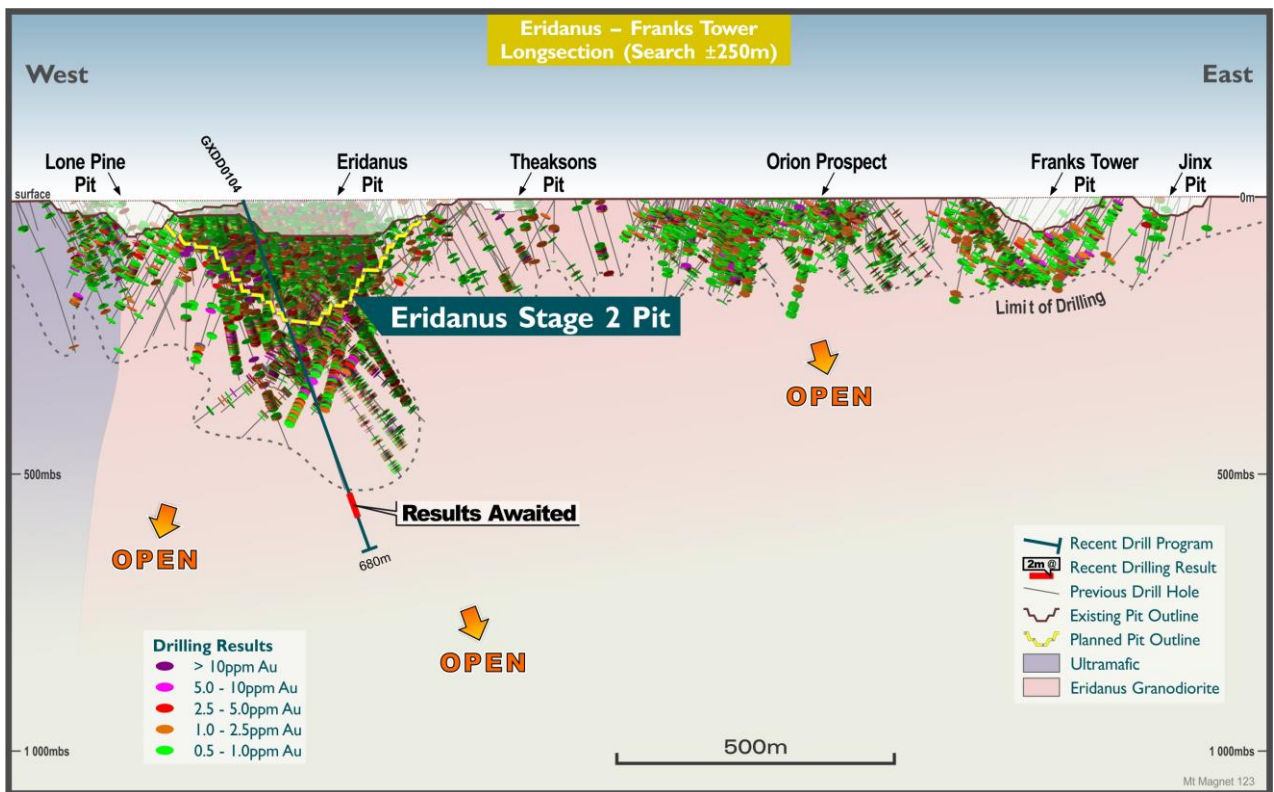 Eridanus – Franks Tower
Longsection (Search ±250m)
West
East
GXDD0104
Lone Pine
Pit
Eridanus
Pit
Theaksons
Pit
Orion Prospect
Franks Tower
Pit
Jinx
Pit
surface
0m
Eridanus Stage 2 Pit
Limit of Drilling
OPEN
500mbs
500mbs
Results Awaited
680m
OPEN
OPEN
Recent Drill Program
2m @
Recent Drilling Result
Previous Drill Hole
Existing Pit Outline
Planned Pit Outline
Ultramafic
Eridanus Granodiorite
Drilling Results
> 10ppm Au
5.0 - 10ppm Au
2.5 - 5.0ppm Au
1.0 - 2.5ppm Au
0.5 - 1.0ppm Au
500m
1 000mbs
1 000mbs
Mt Magnet 123